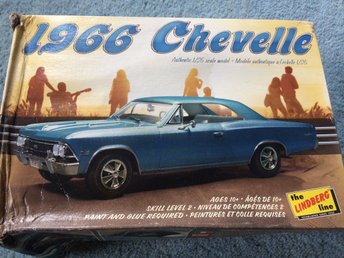 1966 Chevelle
Authentic 1/25 scale model • Modèle authentique à l'échelle 1/25
AGES 10+ • ÂGÉS DE 10+
SKILL LEVEL 2 • NIVEAU DE COMPÉTENCES 2
PAINT AND GLUE REQUIRED • PEINTURES ET COLLE REQUISES
the
LINDBERG
line